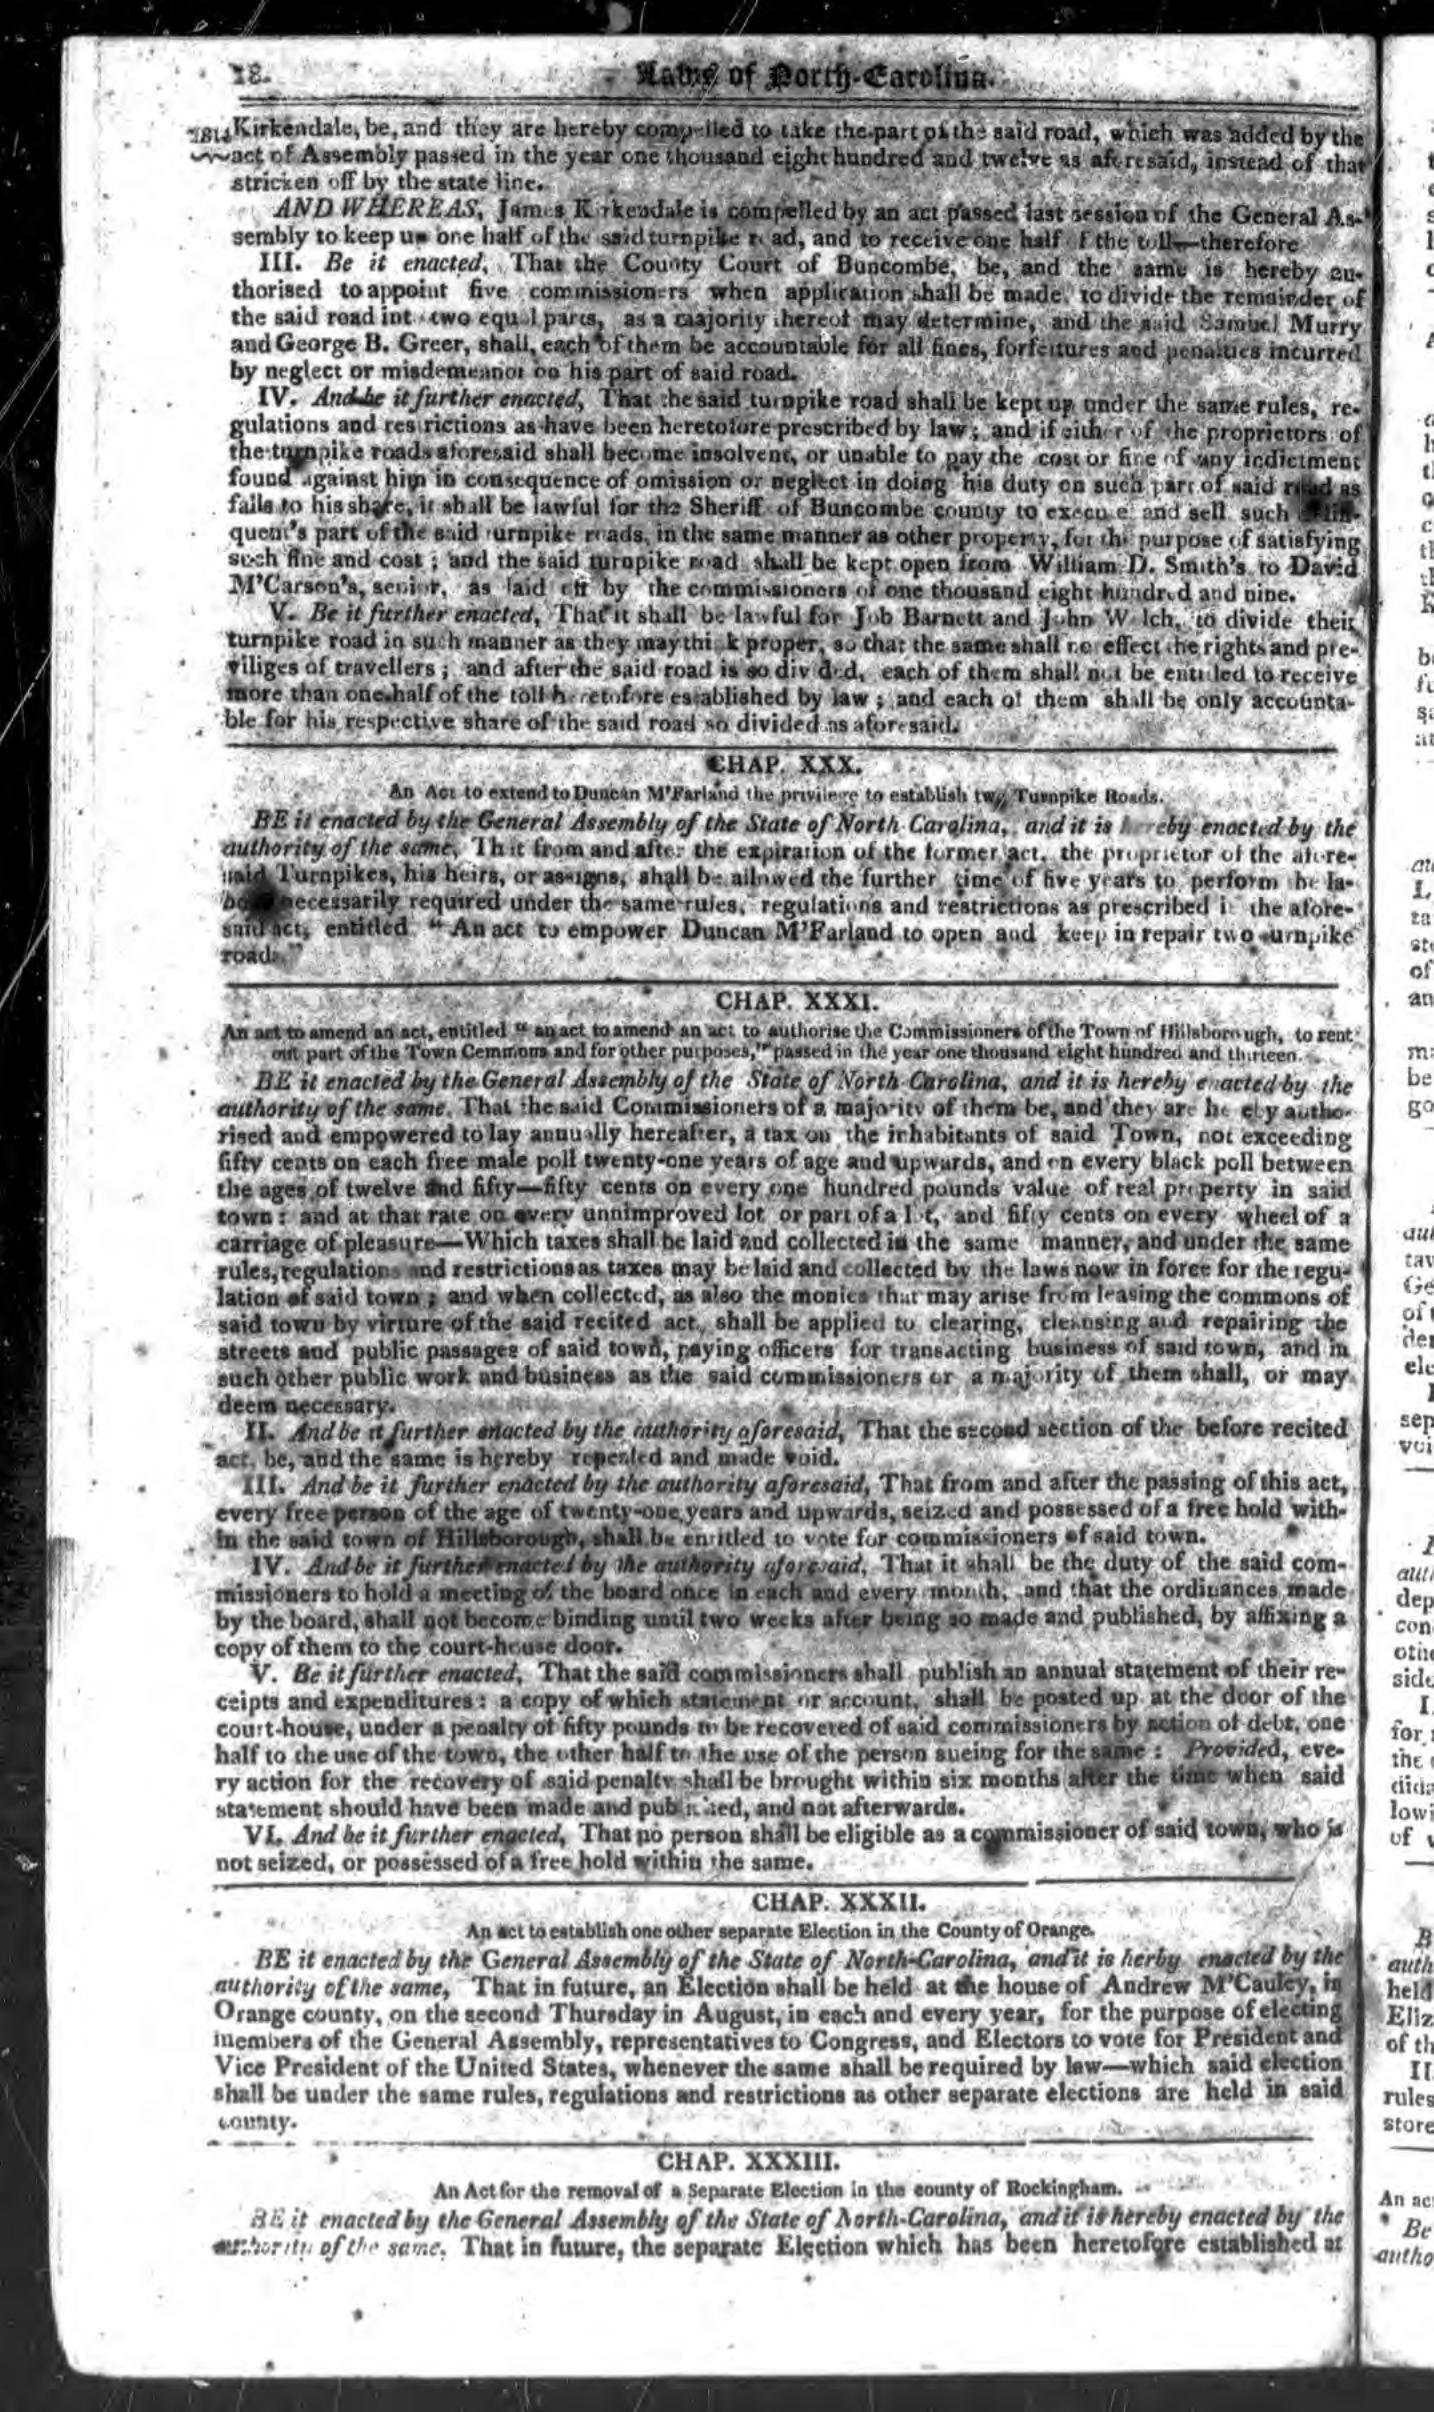 18. Laws of North-Carolina.
1814 Kirkendale, be, and they are hereby compelled to take the part of the said road, which was added by the
act of Assembly passed in the year one thousand eight hundred and twelve as aforesaid, instead of that
stricken off by the state line.
AND WHEREAS, James Kirkendale is compelled by an act passed last session of the General As-
sembly to keep up one half of the said turnpike road, and to receive one half of the toll—therefore
III. Be it enacted, That the County Court of Buncombe, be, and the same is hereby au-
thorised to appoint five commissioners when application shall be made, to divide the remainder of
the said road into two equal parts, as a majority thereof may determine, and the said Samuel Murry
and George B. Greer, shall, each of them be accountable for all fines, forfeitures and penalties incurred
by neglect or misdemeanor on his part of said road.
IV. And be it further enacted, That the said turnpike road shall be kept up under the same rules, re-
gulations and restrictions as have been heretofore prescribed by law; and if either of the proprietors of
the turnpike roads aforesaid shall become insolvent, or unable to pay the cost or fine of any indictment
found against him in consequence of omission or neglect in doing his duty on such part of said road as
falls to his share, it shall be lawful for the Sheriff of Buncombe county to execute and sell such delin-
quent's part of the said turnpike roads, in the same manner as other property, for the purpose of satisfying
such fine and cost; and the said turnpike road shall be kept open from William D. Smith's to David
M'Carson's, senior, as laid off by the commissioners of one thousand eight hundred and nine.
V. Be it further enacted, That it shall be lawful for Job Barnett and John Welch, to divide their
turnpike road in such manner as they may think proper, so that the same shall no effect the rights and pre-
viliges of travellers; and after the said road is so divided, each of them shall not be entitled to receive
more than one half of the toll heretofore established by law; and each of them shall be only accounta-
ble for his respective share of the said road so divided as aforesaid.
CHAP. XXX.
An Act to extend to Duncan M'Farland the privilege to establish two Turnpike Roads.
BE it enacted by the General Assembly of the State of North-Carolina, and it is hereby enacted by the
authority of the same, That from and after the expiration of the former act, the proprietor of the afore-
said Turnpikes, his heirs, or assigns, shall be allowed the further time of five years to perform the la-
bour necessarily required under the same rules, regulations and restrictions as prescribed in the afore-
said act, entitled "An act to empower Duncan M'Farland to open and keep in repair two turnpike
roads."
CHAP. XXXI.
An act to amend an act, entitled "an act to amend an act to authorise the Commissioners of the Town of Hillsborough, to rent
out part of the Town Cemmons and for other purposes," passed in the year one thousand eight hundred and thirteen.
BE it enacted by the General Assembly of the State of North-Carolina, and it is hereby enacted by the
authority of the same, That the said Commissioners of a majority of them be, and they are hereby autho-
rised and empowered to lay annually hereafter, a tax on the inhabitants of said Town, not exceeding
fifty cents on each free male poll twenty-one years of age and upwards, and on every black poll between
the ages of twelve and fifty—fifty cents on every one hundred pounds value of real property in said
town: and at that rate on every unnimproved lot or part of a lot, and fifty cents on every wheel of a
carriage of pleasure—Which taxes shall be laid and collected in the same manner, and under the same
rules, regulations and restrictions as taxes may be laid and collected by the laws now in force for the regu-
lation of said town; and when collected, as also the monies that may arise from leasing the commons of
said town by virture of the said recited act, shall be applied to clearing, cleansing and repairing the
streets and public passages of said town, paying officers for transacting business of said town, and in
such other public work and business as the said commissioners or a majority of them shall, or may
deem necessary.
II. And be it further enacted by the authority aforesaid, That the second section of the before recited
act, be, and the same is hereby repealed and made void.
III. And be it further enacted by the authority aforesaid, That from and after the passing of this act,
every free person of the age of twenty-one years and upwards, seized and possessed of a free hold with-
in the said town of Hillsborough, shall be entitled to vote for commissioners of said town.
IV. And be it further enacted by the authority aforesaid, That it shall be the duty of the said com-
missioners to hold a meeting of the board once in each and every month, and that the ordinances made
by the board, shall not become binding until two weeks after being so made and published, by affixing a
copy of them to the court-house door.
V. Be it further enacted, That the said commissioners shall publish an annual statement of their re-
ceipts and expenditures: a copy of which statement or account, shall be posted up at the door of the
court-house, under a penalty of fifty pounds to be recovered of said commissioners by action of debt, one
half to the use of the town, the other half to the use of the person sueing for the same: Provided, eve-
ry action for the recovery of said penalty shall be brought within six months after the time when said
statement should have been made and published, and not afterwards.
VI. And be it further enacted, That no person shall be eligible as a commissioner of said town, who is
not seized, or possessed of a free hold within the same.
CHAP. XXXII.
An act to establish one other separate Election in the County of Orange.
BE it enacted by the General Assembly of the State of North-Carolina, and it is herby enacted by the
authority of the same, That in future, an Election shall be held at the house of Andrew M'Cauley, in
Orange county, on the second Thursday in August, in each and every year, for the purpose of electing
members of the General Assembly, representatives to Congress, and Electors to vote for President and
Vice President of the United States, whenever the same shall be required by law—which said election
shall be under the same rules, regulations and restrictions as other separate elections are held in said
county.
CHAP. XXXIII.
An Act for the removal of a Separate Election in the county of Rockingham.
BE it enacted by the General Assembly of the State of North-Carolina, and it is hereby enacted by the
authority of the same, That in future, the separate Election which has been heretofore established at